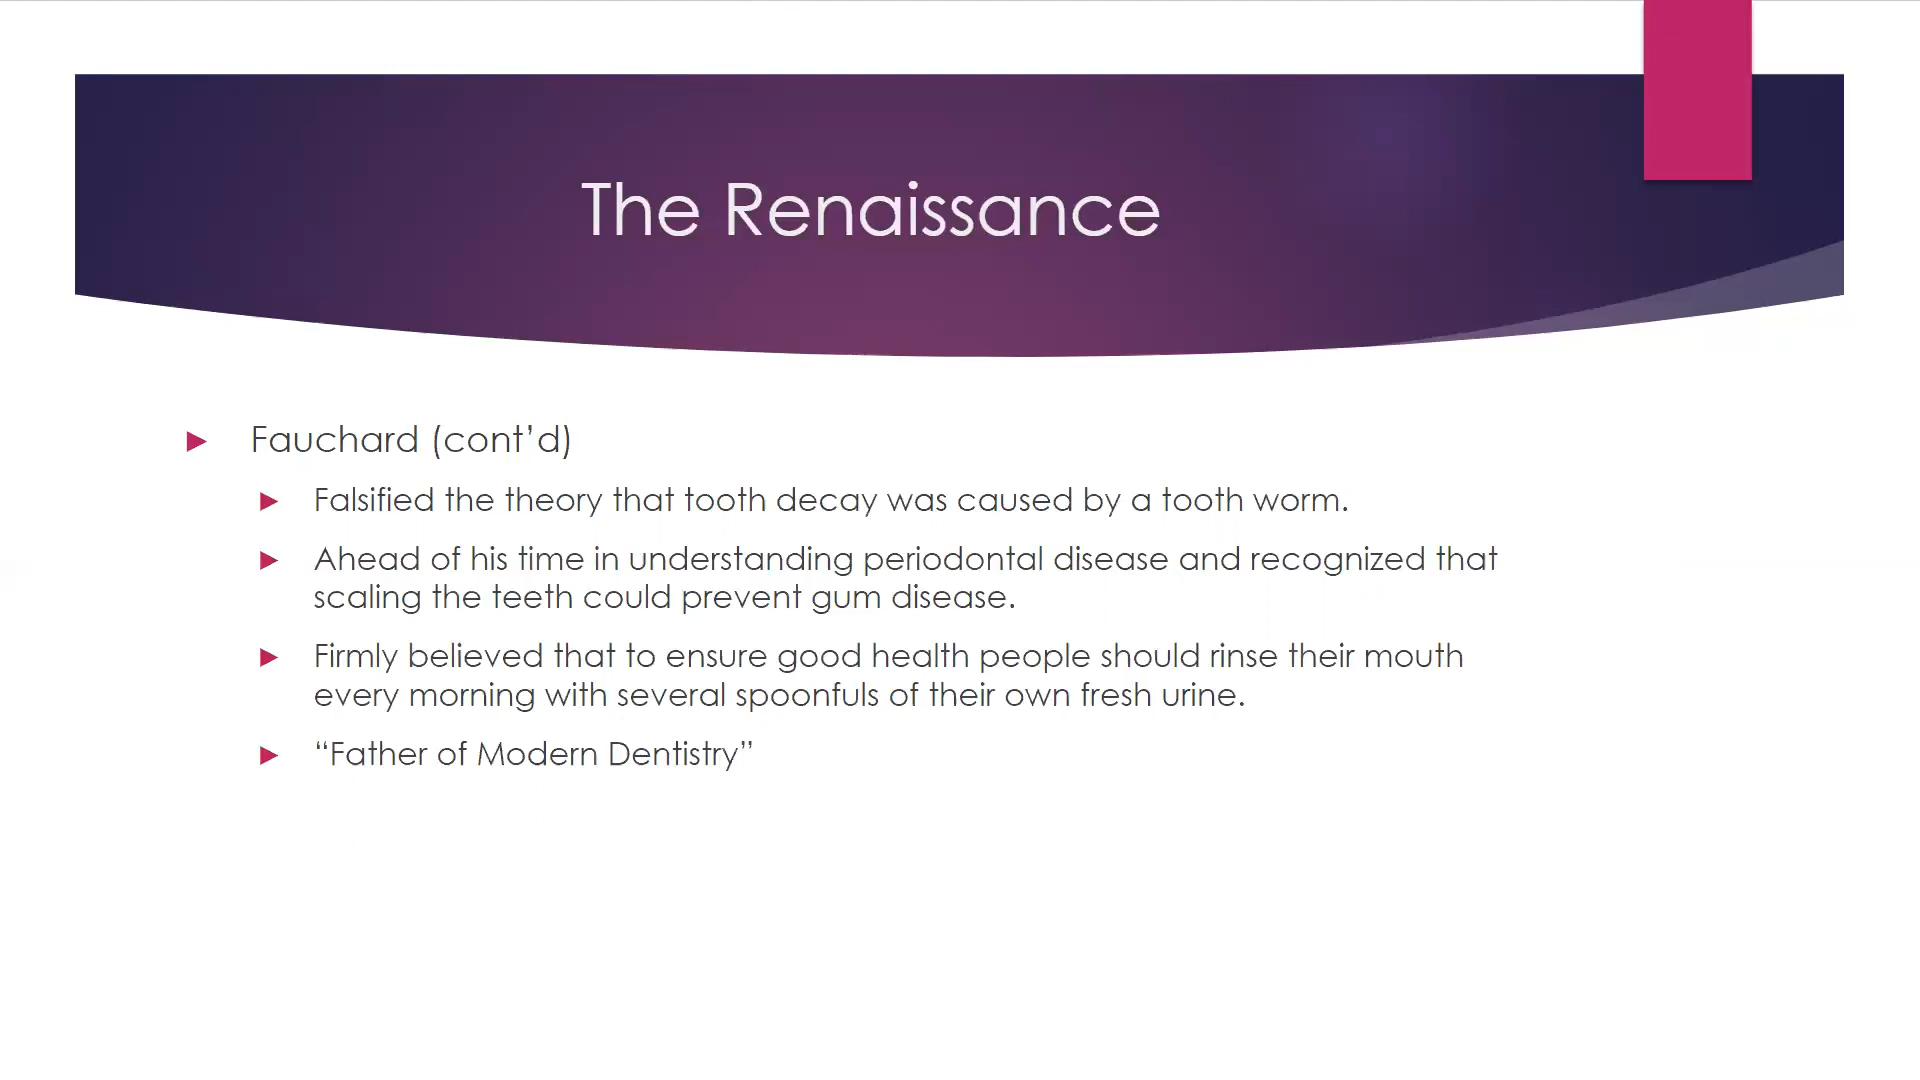 The Renaissance
Fauchard (cont’d)
Falsified the theory that tooth decay was caused by a tooth worm.
Ahead of his time in understanding periodontal disease and recognized that
scaling the teeth could prevent gum disease.
Firmly believed that to ensure good health people should rinse their mouth
every morning with several spoonfuls of their own fresh urine.
“Father of Modern Dentistry”